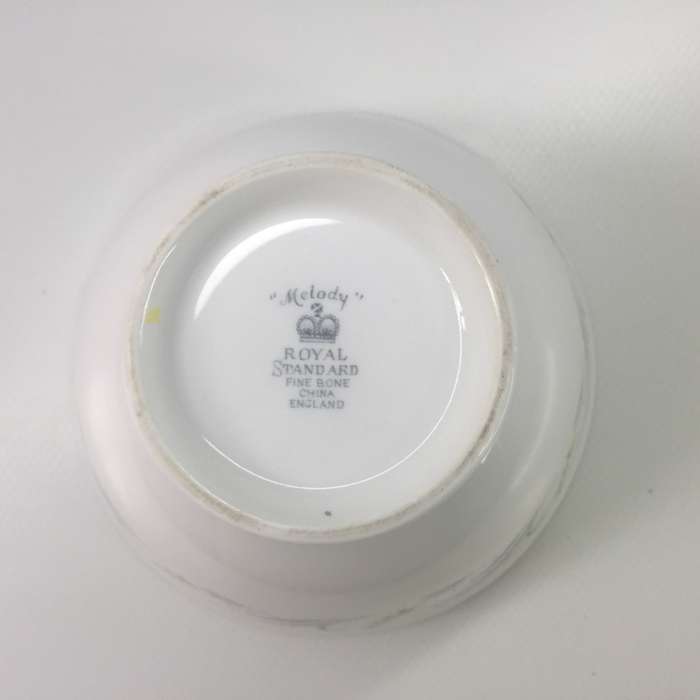 "Melody"
ROYAL
STANDARD
FINE BONE
CHINA
ENGLAND